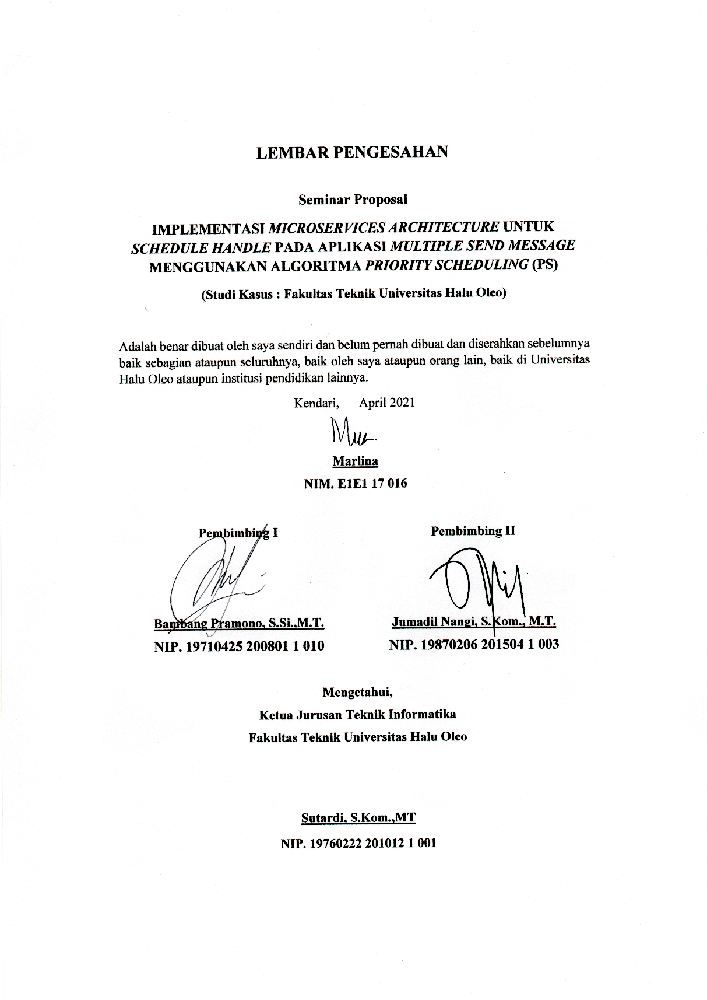 LEMBAR PENGESAHAN
Seminar Proposal
IMPLEMENTASI MICROSERVICES ARCHITECTURE UNTUK
SCHEDULE HANDLE PADA APLIKASI MULTIPLE SEND MESSAGE
MENGGUNAKAN ALGORITMA PRIORITY SCHEDULING (PS)
(Studi Kasus : Fakultas Teknik Universitas Halu Oleo)
Adalah benar dibuat oleh saya sendiri dan belum pernah dibuat dan diserahkan sebelumnya
baik sebagian ataupun seluruhnya, baik oleh saya ataupun orang lain, baik di Universitas
Halu Oleo ataupun institusi pendidikan lainnya.
Kendari, April 2021
Marlina
NIM. E1E1 17 016
Pembimbing I
Bambang Pramono, S.Si.,M.T.
NIP. 19710425 200801 1 010
Pembimbing II
Jumadil Nangi, S.Kom., M.T.
NIP. 19870206 201504 1 003
Mengetahui,
Ketua Jurusan Teknik Informatika
Fakultas Teknik Universitas Halu Oleo
Sutardi, S.Kom.,MT
NIP. 19760222 201012 1 001